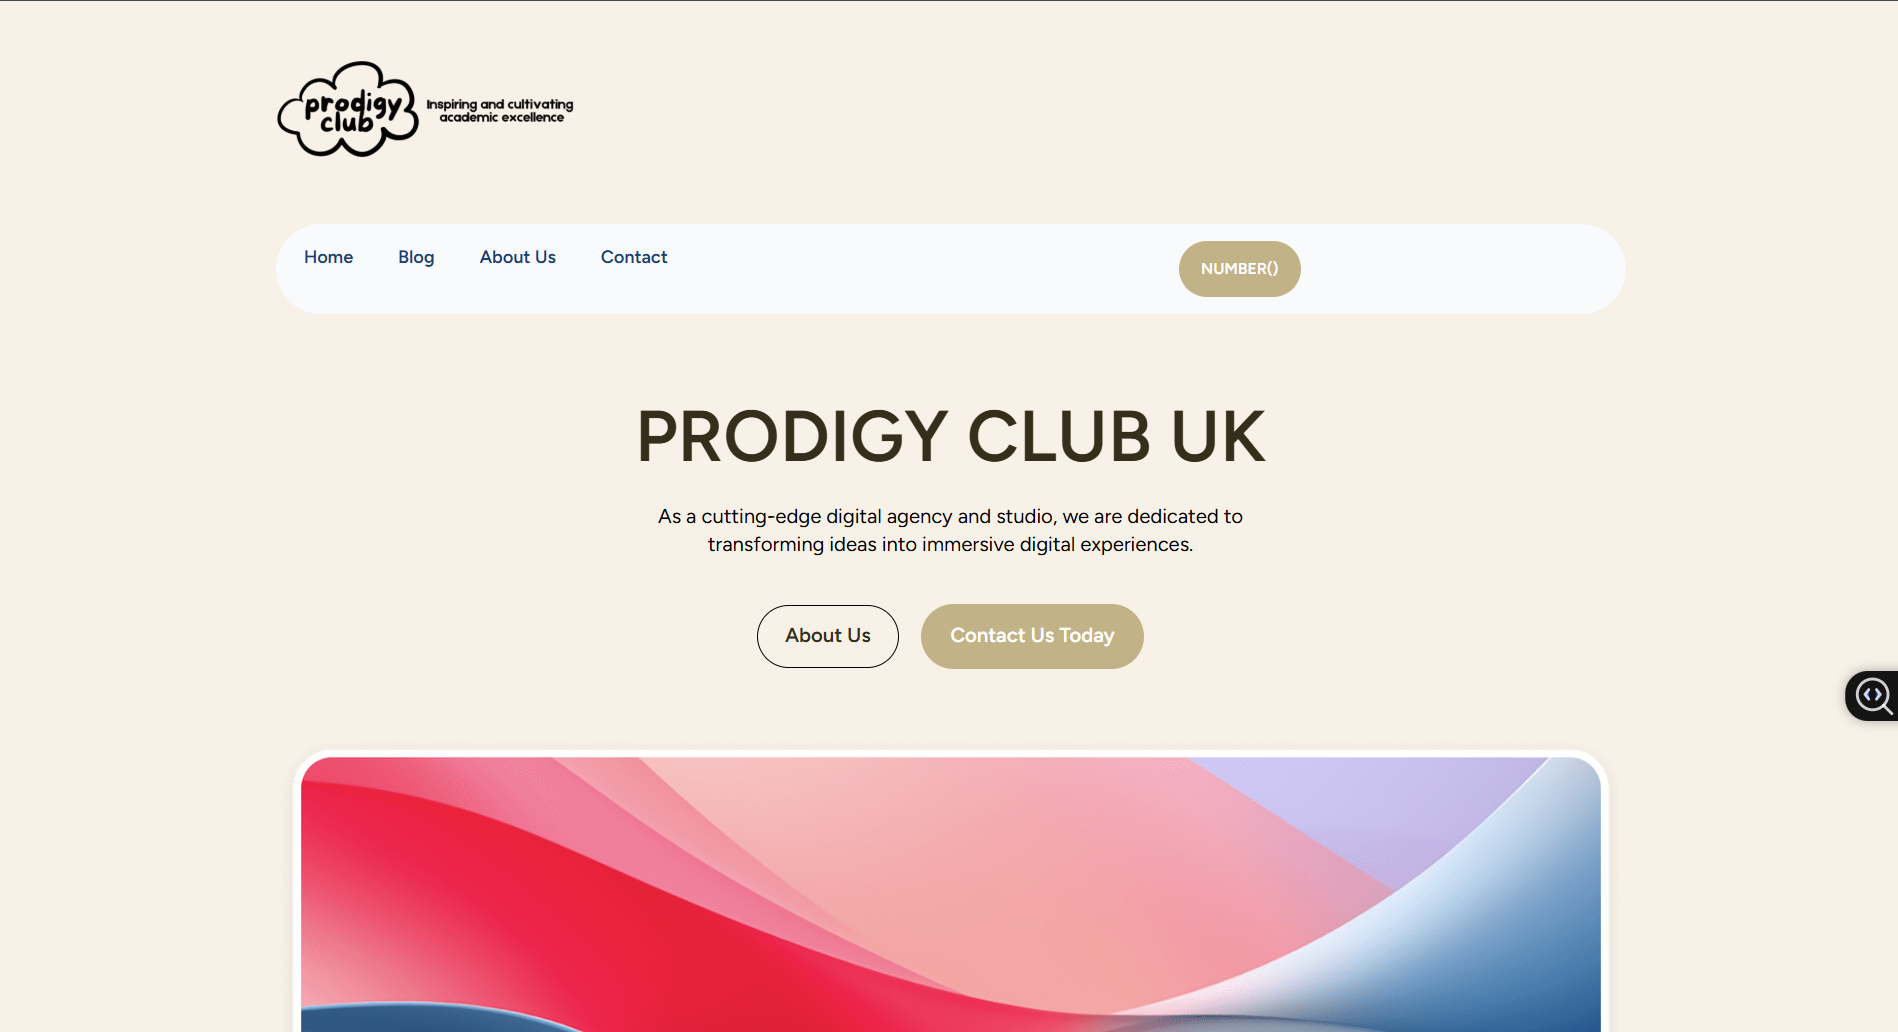 prodigy
club
Inspiring and cultivating
academic excellence
Home Blog About Us Contact NUMBER()
PRODIGY CLUB UK
As a cutting-edge digital agency and studio, we are dedicated to
transforming ideas into immersive digital experiences.
About Us Contact Us Today